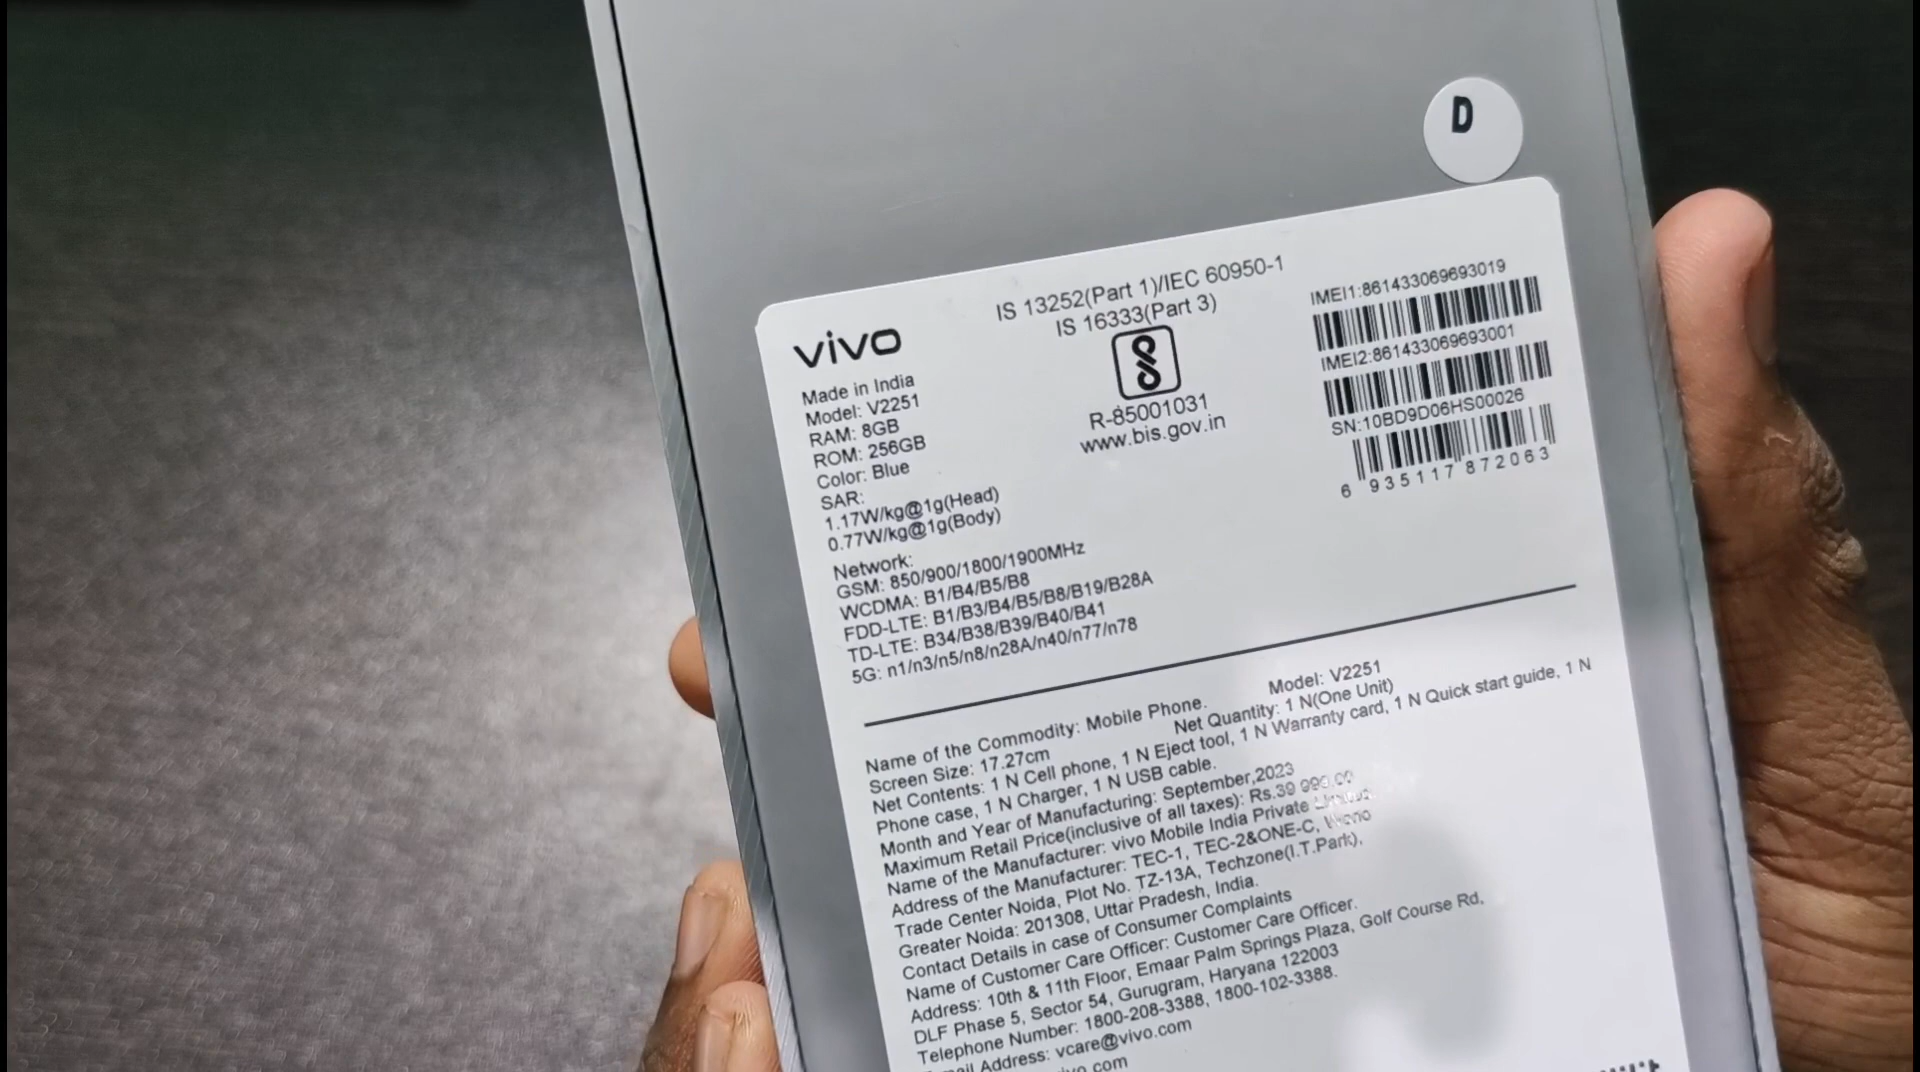 D
vivo
Made in India
Model: V2251
RAM: 8GB
ROM: 256GB
Color: Blue
SAR:
1.17W/kg@1g(Head)
0.77W/kg@1g(Body)
Network:
GSM: 850/900/1800/1900MHz
WCDMA: B1/B4/B5/B8
FDD-LTE: B1/B3/B4/B5/B8/B19/B28A
TD-LTE: B34/B38/B39/B40/B41
5G: n1/n3/n5/n8/n28A/n40/n77/n78
IS 13252(Part 1)/IEC 60950-1
IS 16333(Part 3)
R-85001031
www.bis.gov.in
IMEI1:861433069693019
IMEI2:861433069693001
SN:10BD9D06HS00026
6 935117 872063
Name of the Commodity: Mobile Phone. Model: V2251
Screen Size: 17.27cm Net Quantity: 1 N(One Unit)
Net Contents: 1 N Cell phone, 1 N Eject tool, 1 N Warranty card, 1 N Quick start guide, 1 N
Phone case, 1 N Charger, 1 N USB cable.
Month and Year of Manufacturing: September,2023
Maximum Retail Price(inclusive of all taxes): Rs.39 999.00
Name of the Manufacturer: vivo Mobile India Private Limited.
Address of the Manufacturer: TEC-1, TEC-2&ONE-C, World
Trade Center Noida, Plot No. TZ-13A, Techzone(I.T.Park),
Greater Noida: 201308, Uttar Pradesh, India.
Contact Details in case of Consumer Complaints
Name of Customer Care Officer: Customer Care Officer.
Address: 10th & 11th Floor, Emaar Palm Springs Plaza, Golf Course Rd,
DLF Phase 5, Sector 54, Gurugram, Haryana 122003
Telephone Number: 1800-208-3388, 1800-102-3388.
Address: vcare@vivo.com